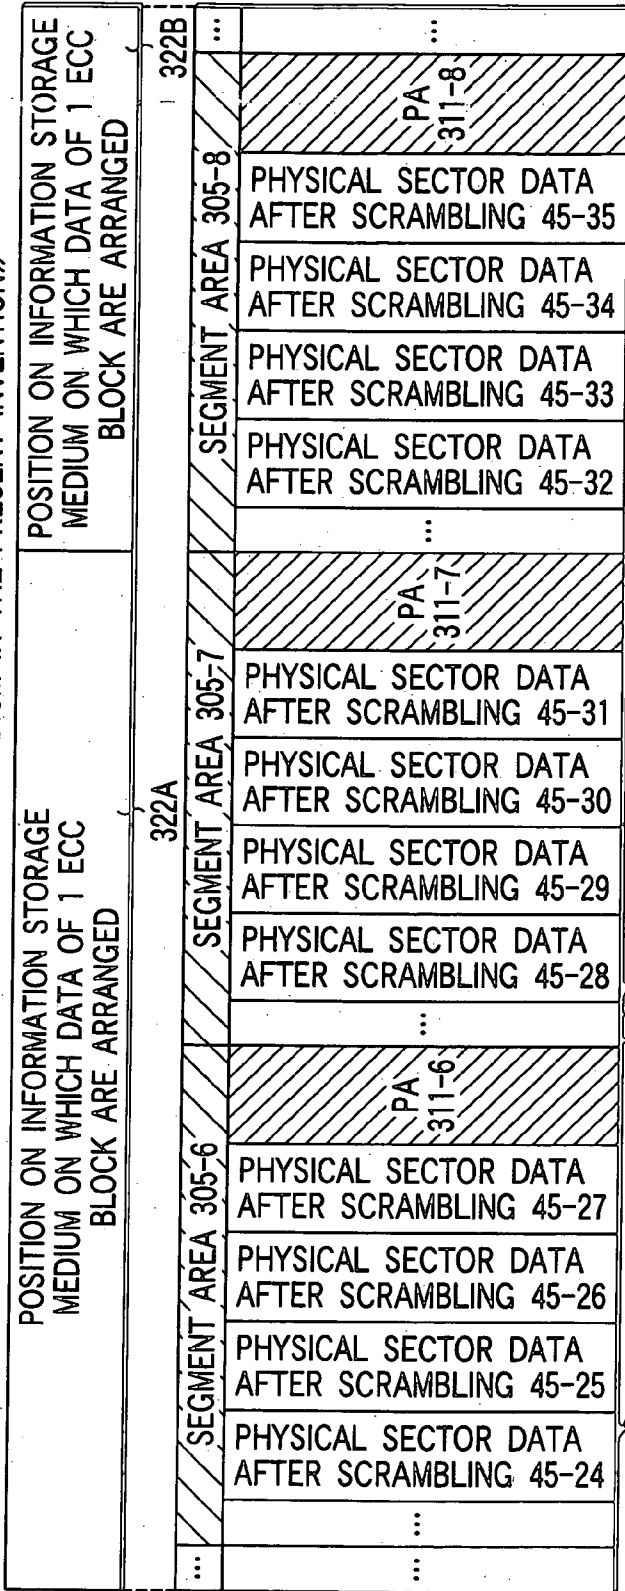 POSITION ON INFORMATION STORAGE
MEDIUM ON WHICH DATA OF 1 ECC
BLOCK ARE ARRANGED
322B
...
...
PA
311-8
SEGMENT AREA 305-8
PHYSICAL SECTOR DATA
AFTER SCRAMBLING 45-35
PHYSICAL SECTOR DATA
AFTER SCRAMBLING 45-34
PHYSICAL SECTOR DATA
AFTER SCRAMBLING 45-33
PHYSICAL SECTOR DATA
AFTER SCRAMBLING 45-32
...
POSITION ON INFORMATION STORAGE
MEDIUM ON WHICH DATA OF 1 ECC
BLOCK ARE ARRANGED
322A
PA
311-7
SEGMENT AREA 305-7
PHYSICAL SECTOR DATA
AFTER SCRAMBLING 45-31
PHYSICAL SECTOR DATA
AFTER SCRAMBLING 45-30
PHYSICAL SECTOR DATA
AFTER SCRAMBLING 45-29
PHYSICAL SECTOR DATA
AFTER SCRAMBLING 45-28
...
PA
311-6
SEGMENT AREA 305-6
PHYSICAL SECTOR DATA
AFTER SCRAMBLING 45-27
PHYSICAL SECTOR DATA
AFTER SCRAMBLING 45-26
PHYSICAL SECTOR DATA
AFTER SCRAMBLING 45-25
PHYSICAL SECTOR DATA
AFTER SCRAMBLING 45-24
...
...
...